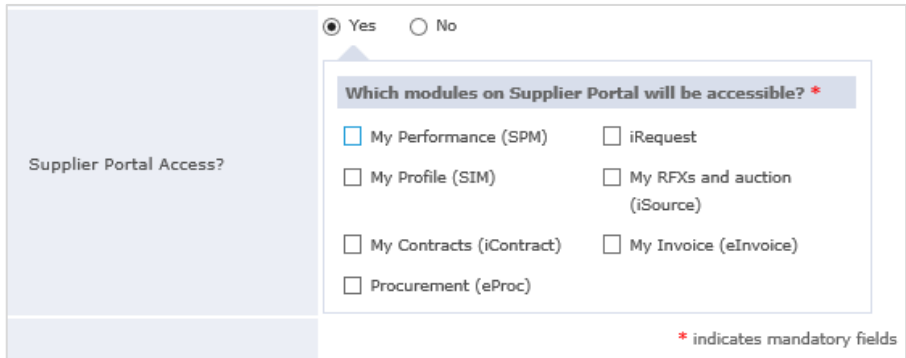 Yes No
Which modules on Supplier Portal will be accessible? *
My Performance (SPM) iRequest
Supplier Portal Access?
My Profile (SIM) My RFXs and auction
(iSource)
My Contracts (iContract) My Invoice (eInvoice)
Procurement (eProc)
* indicates mandatory fields